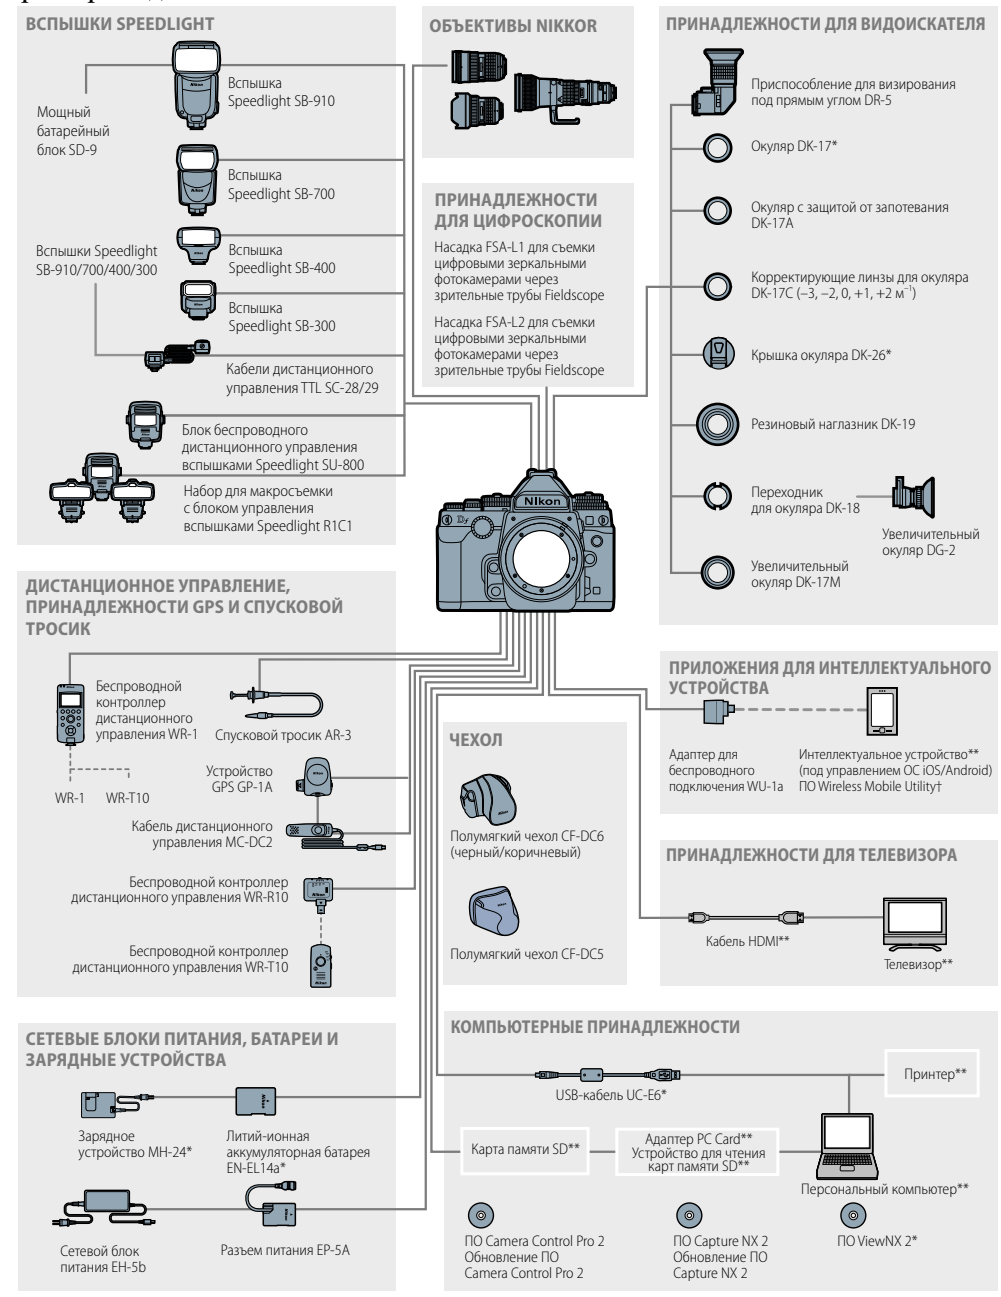 ВСПЫШКИ SPEEDLIGHT
Вспышка
Speedlight SB-910
Мощный
батарейный
блок SD-9
Вспышка
Speedlight SB-700
Вспышки Speedlight
SB-910/700/400/300
Вспышка
Speedlight SB-400
Вспышка
Speedlight SB-300
Кабели дистанционного
управления TTL SC-28/29
Блок беспроводного
дистанционного управления
вспышками Speedlight SU-800
Набор для макросъемки
с блоком управления
вспышками Speedlight R1C1
ОБЪЕКТИВЫ NIKKOR
ПРИНАДЛЕЖНОСТИ
ДЛЯ ЦИФРОСКОПИИ
Насадка FSA-L1 для съемки
цифровыми зеркальными
фотокамерами через
зрительные трубы Fieldscope
Насадка FSA-L2 для съемки
цифровыми зеркальными
фотокамерами через
зрительные трубы Fieldscope
Nikon
Df
ПРИНАДЛЕЖНОСТИ ДЛЯ ВИДОИСКАТЕЛЯ
Приспособление для визирования
под прямым углом DR-5
Окуляр DK-17*
Окуляр с защитой от запотевания
DK-17A
Корректирующие линзы для окуляра
DK-17C (−3, −2, 0, +1, +2 м⁻¹)
Крышка окуляра DK-26*
Резиновый наглазник DK-19
Переходник
для окуляра DK-18
Увеличительный
окуляр DG-2
Увеличительный
окуляр DK-17M
ДИСТАНЦИОННОЕ УПРАВЛЕНИЕ,
ПРИНАДЛЕЖНОСТИ GPS И СПУСКОВОЙ
ТРОСИК
Беспроводной
контроллер
дистанционного
управления WR-1
WR-1
WR-T10
Спусковой тросик AR-3
Устройство
GPS GP-1A
Кабель дистанционного
управления MC-DC2
Беспроводной контроллер
дистанционного управления WR-R10
Беспроводной контроллер
дистанционного управления WR-T10
ЧЕХОЛ
Полумягкий чехол CF-DC6
(черный/коричневый)
Полумягкий чехол CF-DC5
ПРИЛОЖЕНИЯ ДЛЯ ИНТЕЛЛЕКТУАЛЬНОГО
УСТРОЙСТВА
Адаптер для
беспроводного
подключения WU-1a
Интеллектуальное устройство**
(под управлением ОС iOS/Android)
ПО Wireless Mobile Utility†
ПРИНАДЛЕЖНОСТИ ДЛЯ ТЕЛЕВИЗОРА
Кабель HDMI**
Телевизор**
СЕТЕВЫЕ БЛОКИ ПИТАНИЯ, БАТАРЕИ И
ЗАРЯДНЫЕ УСТРОЙСТВА
Зарядное
устройство MH-24*
Литий-ионная
аккумуляторная батарея
EN-EL14a*
Сетевой блок
питания EH-5b
Разъем питания EP-5A
КОМПЬЮТЕРНЫЕ ПРИНАДЛЕЖНОСТИ
USB-кабель UC-E6*
Принтер**
Карта памяти SD**
Адаптер PC Card**
Устройство для чтения
карт памяти SD**
Персональный компьютер**
ПО Camera Control Pro 2
Обновление ПО
Camera Control Pro 2
ПО Capture NX 2
Обновление ПО
Capture NX 2
ПО ViewNX 2*